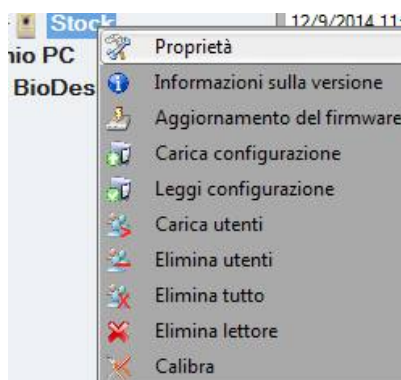 Stock 12/9/2014 11:
nio PC
BioDes
Proprietà
Informazioni sulla versione
Aggiornamento del firmware
Carica configurazione
Leggi configurazione
Carica utenti
Elimina utenti
Elimina tutto
Elimina lettore
Calibra